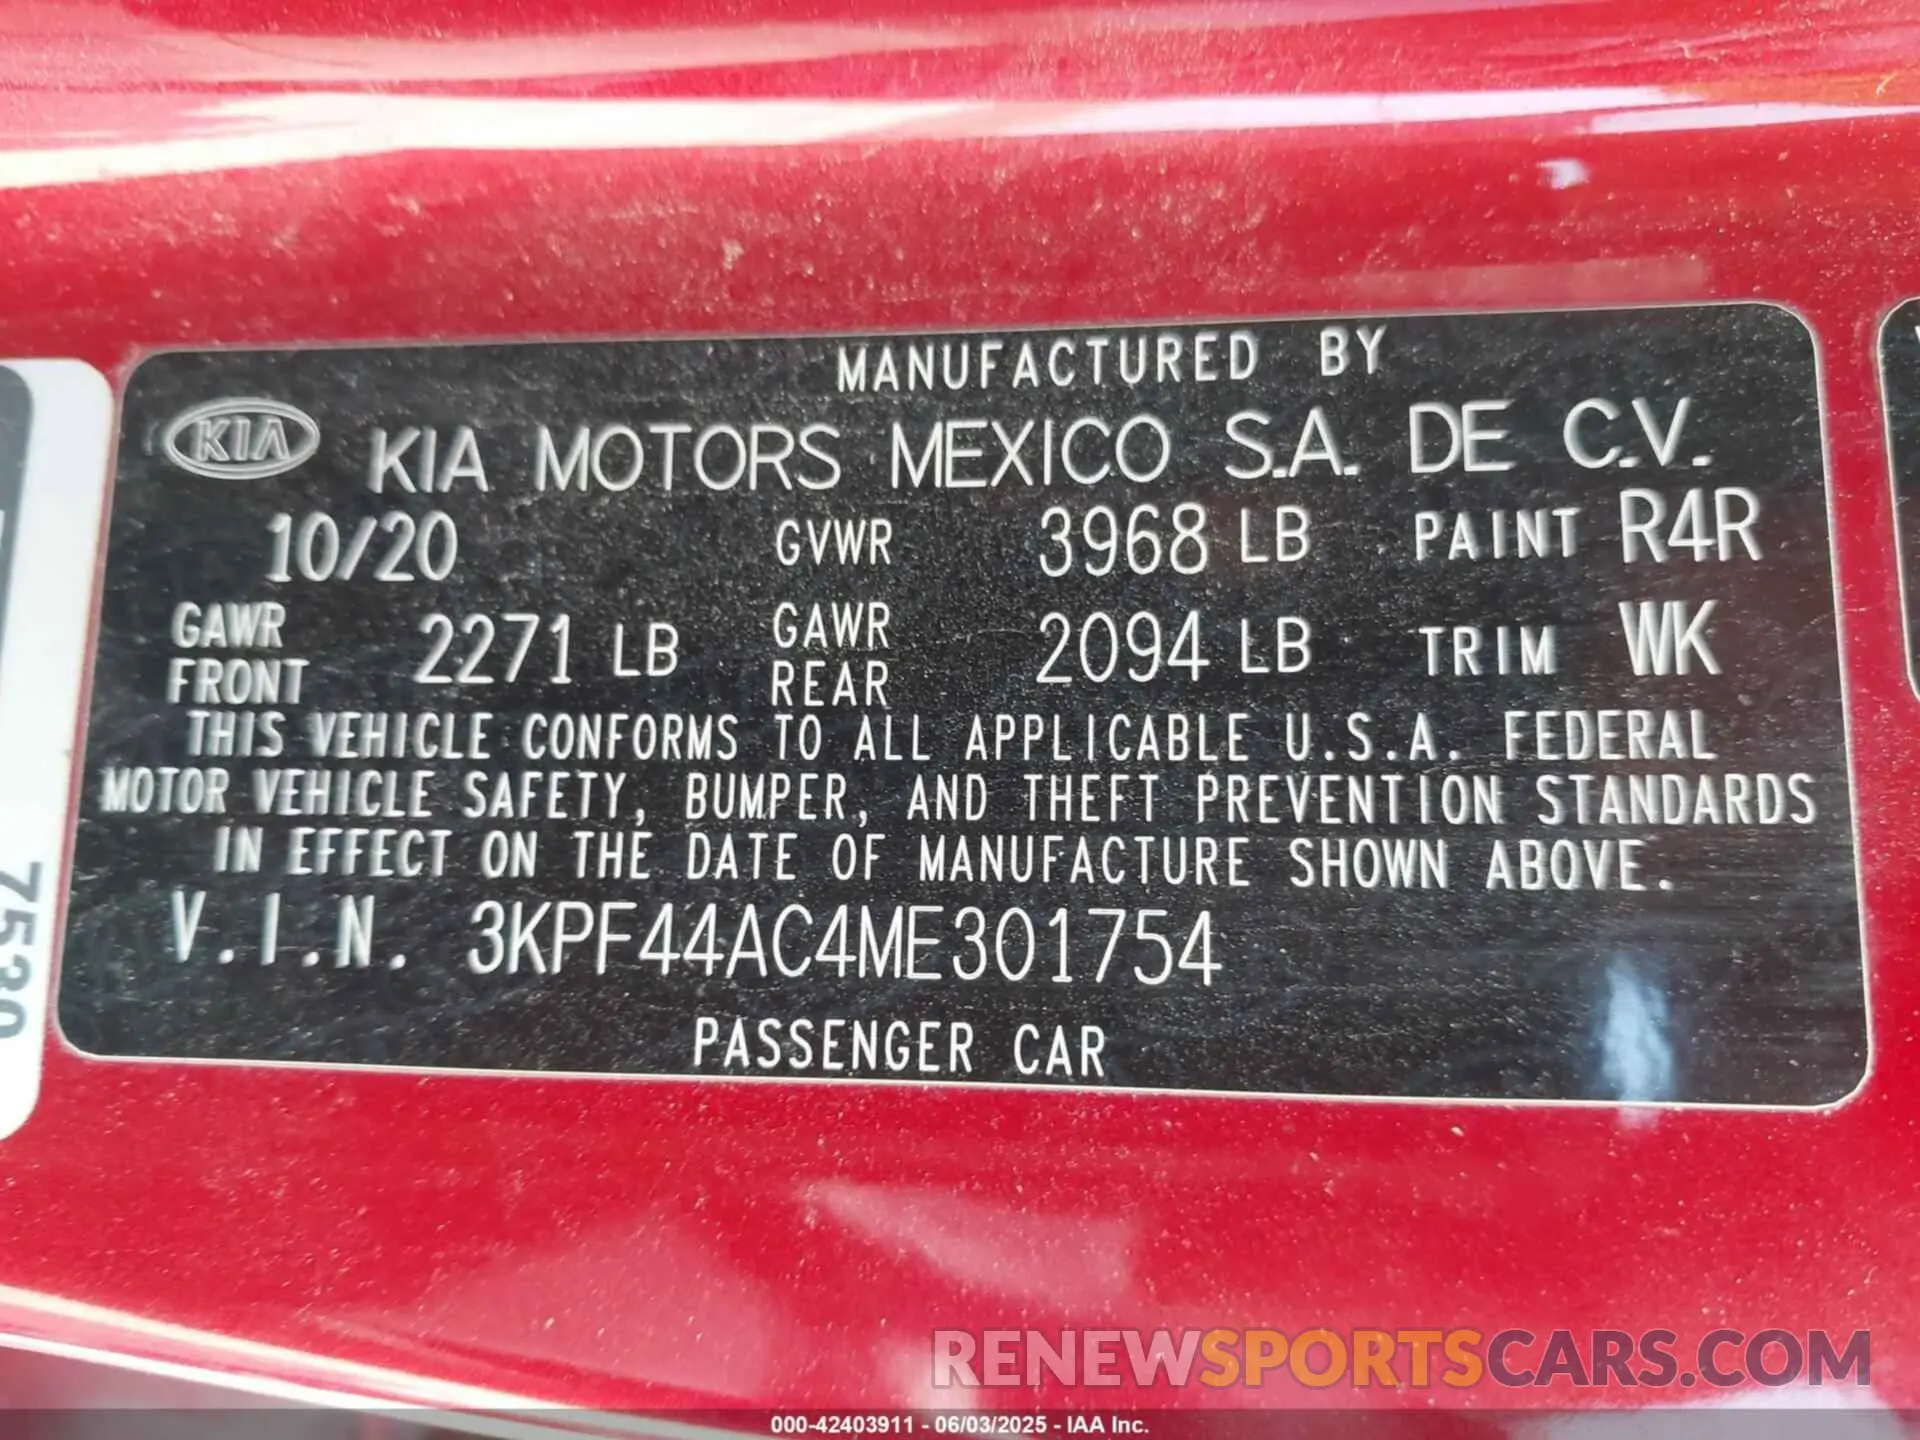 MANUFACTURED BY
KIA KIA MOTORS MEXICO S.A. DE C.V.
10/20 GVWR 3968 LB PAINT R4R
GAWR FRONT 2271 LB GAWR REAR 2094 LB TRIM WK
THIS VEHICLE CONFORMS TO ALL APPLICABLE U.S.A. FEDERAL
MOTOR VEHICLE SAFETY, BUMPER, AND THEFT PREVENTION STANDARDS
IN EFFECT ON THE DATE OF MANUFACTURE SHOWN ABOVE.
V.I.N. 3KPF44AC4ME301754
PASSENGER CAR
7530
RENEWSPORTSCARS.COM
000-42403911 - 06/03/2025 - IAA Inc.